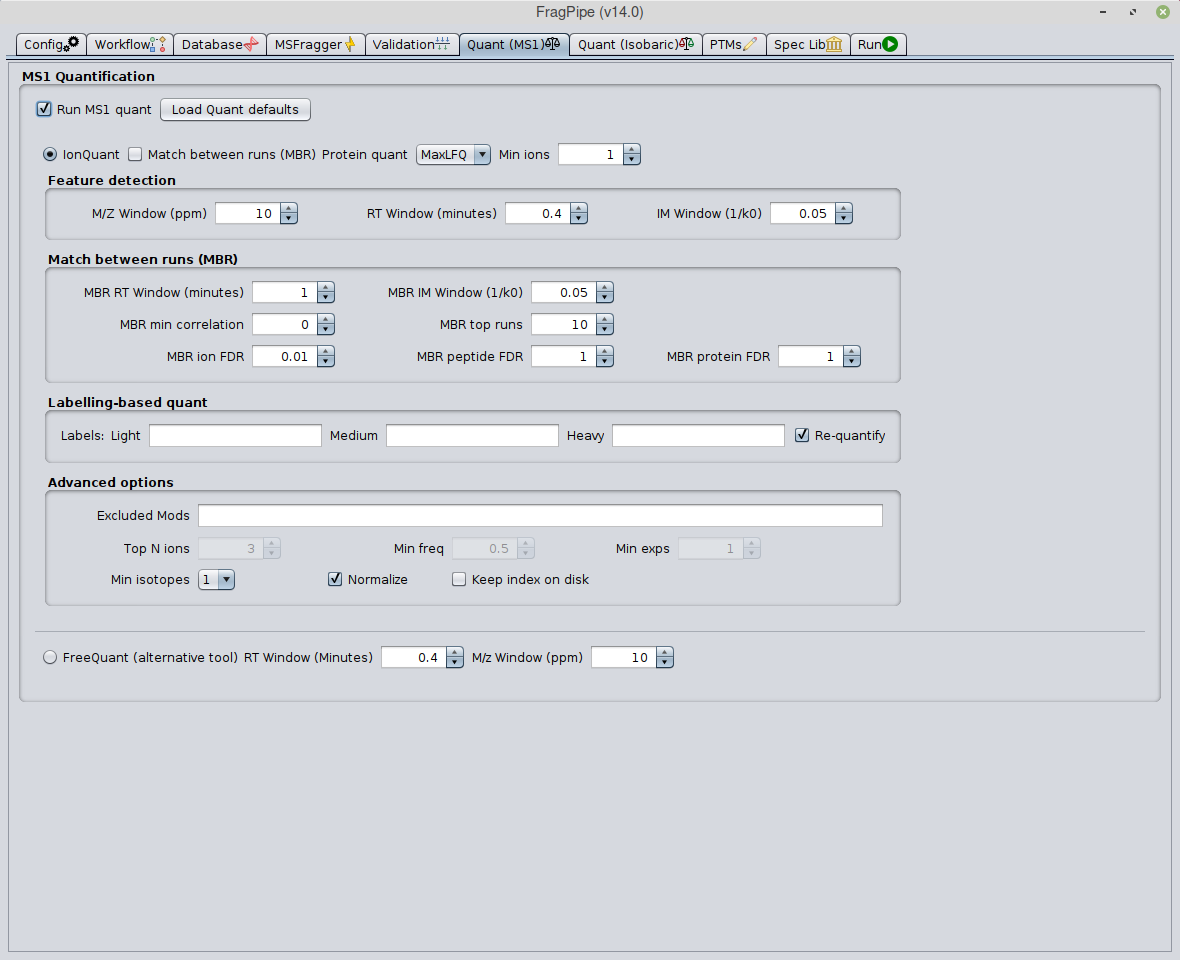 FragPipe (v14.0)
Config Workflow Database MSFragger Validation Quant (MS1) Quant (Isobaric) PTMs Spec Lib Run
MS1 Quantification
Run MS1 quant Load Quant defaults
IonQuant Match between runs (MBR) Protein quant MaxLFQ Min ions 1
Feature detection
M/Z Window (ppm) 10 RT Window (minutes) 0.4 IM Window (1/k0) 0.05
Match between runs (MBR)
MBR RT Window (minutes) 1 MBR IM Window (1/k0) 0.05
MBR min correlation 0 MBR top runs 10
MBR ion FDR 0.01 MBR peptide FDR 1 MBR protein FDR 1
Labelling-based quant
Labels: Light Medium Heavy Re-quantify
Advanced options
Excluded Mods
Top N ions 3 Min freq 0.5 Min exps 1
Min isotopes 1 Normalize Keep index on disk
FreeQuant (alternative tool) RT Window (Minutes) 0.4 M/z Window (ppm) 10